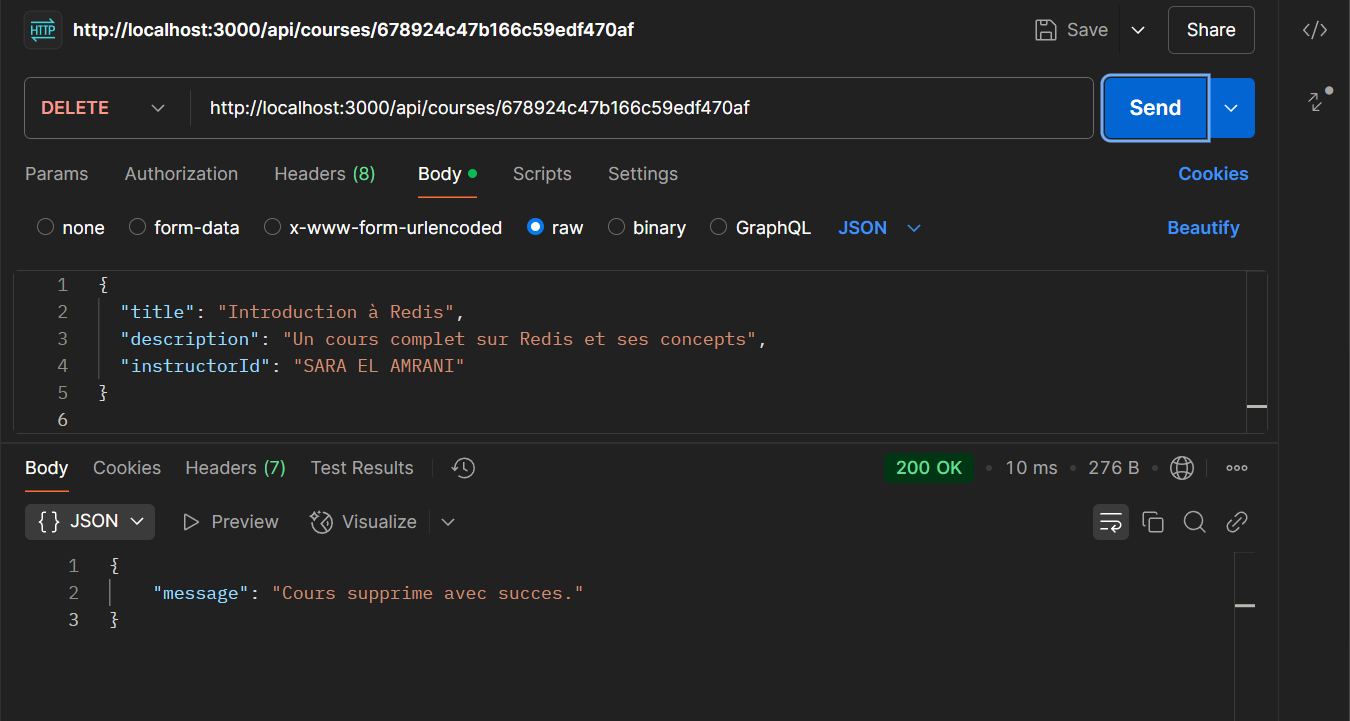 HTTP http://localhost:3000/api/courses/678924c47b166c59edf470af Save Share
DELETE http://localhost:3000/api/courses/678924c47b166c59edf470af Send
Params Authorization Headers (8) Body Scripts Settings Cookies
none form-data x-www-form-urlencoded raw binary GraphQL JSON Beautify
1 {
2 "title": "Introduction à Redis",
3 "description": "Un cours complet sur Redis et ses concepts",
4 "instructorId": "SARA EL AMRANI"
5 }
6
Body Cookies Headers (7) Test Results 200 OK 10 ms 276 B
{} JSON Preview Visualize
1 {
2 "message": "Cours supprime avec succes."
3 }